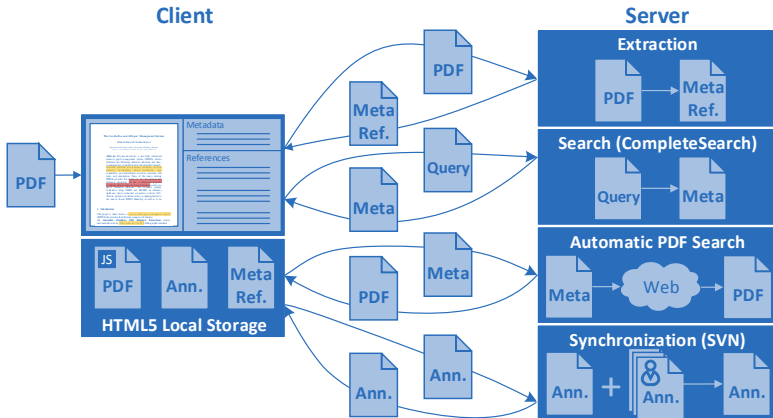 Client
Server
PDF
Metadata
References
JS
PDF
Ann.
Meta
Ref.
HTML5 Local Storage
PDF
Meta
Ref.
Query
Meta
Meta
PDF
Ann.
Ann.
Extraction
PDF
Meta
Ref.
Search (CompleteSearch)
Query
Meta
Automatic PDF Search
Meta
Web
PDF
Synchronization (SVN)
Ann.
+
Ann.
Ann.